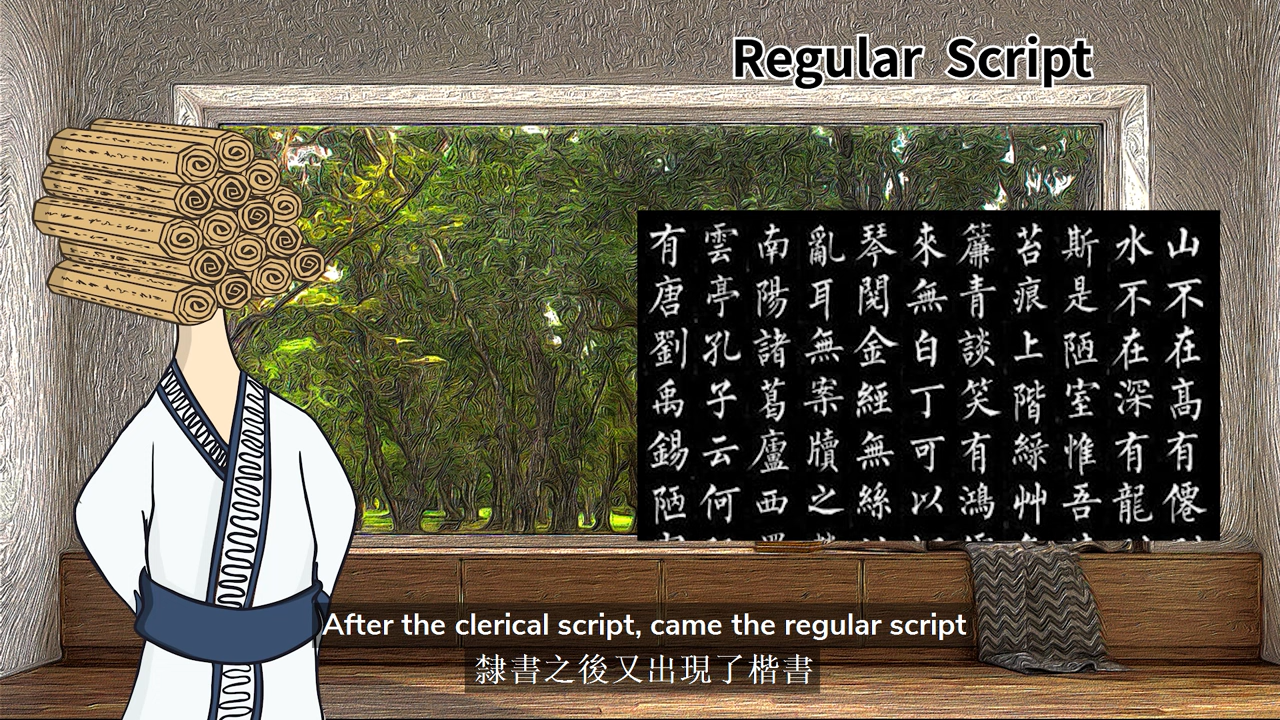 Regular Script
山不在高有僊
水不在深有龍
斯是陋室惟吾
苔痕上階綠艸
簾青談笑有鴻
來無白丁可以
琴閱金經無絲
亂耳無案牘之
南陽諸葛廬西
雲亭孔子云何
有唐劉禹錫陋
After the clerical script, came the regular script
隸書之後又出現了楷書